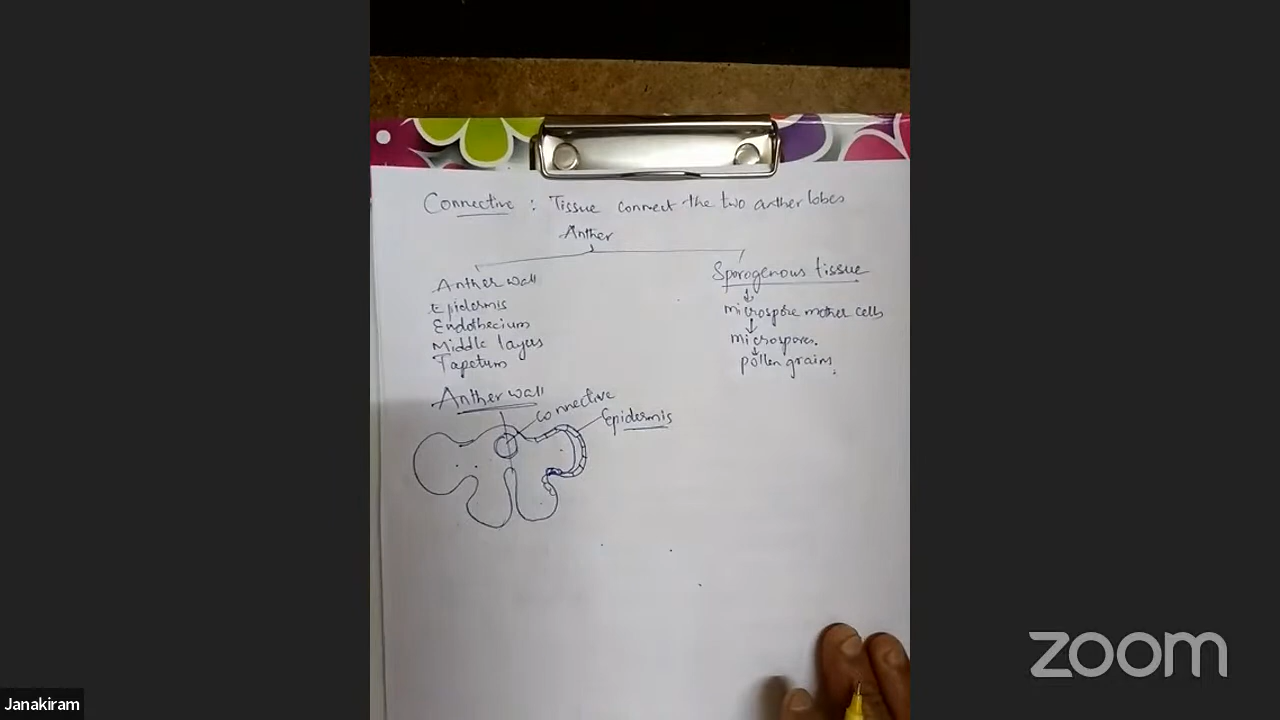 Connective : Tissue connect the two anther lobes
Anther
Anther wall
Epidermis
Endothecium
Middle layers
Tapetum
Sporogenous tissue
↓
microspore mother cells
↓
microspores.
↓
pollen grains.
Anther wall
Connective
Epidermis
zoom
Janakiram